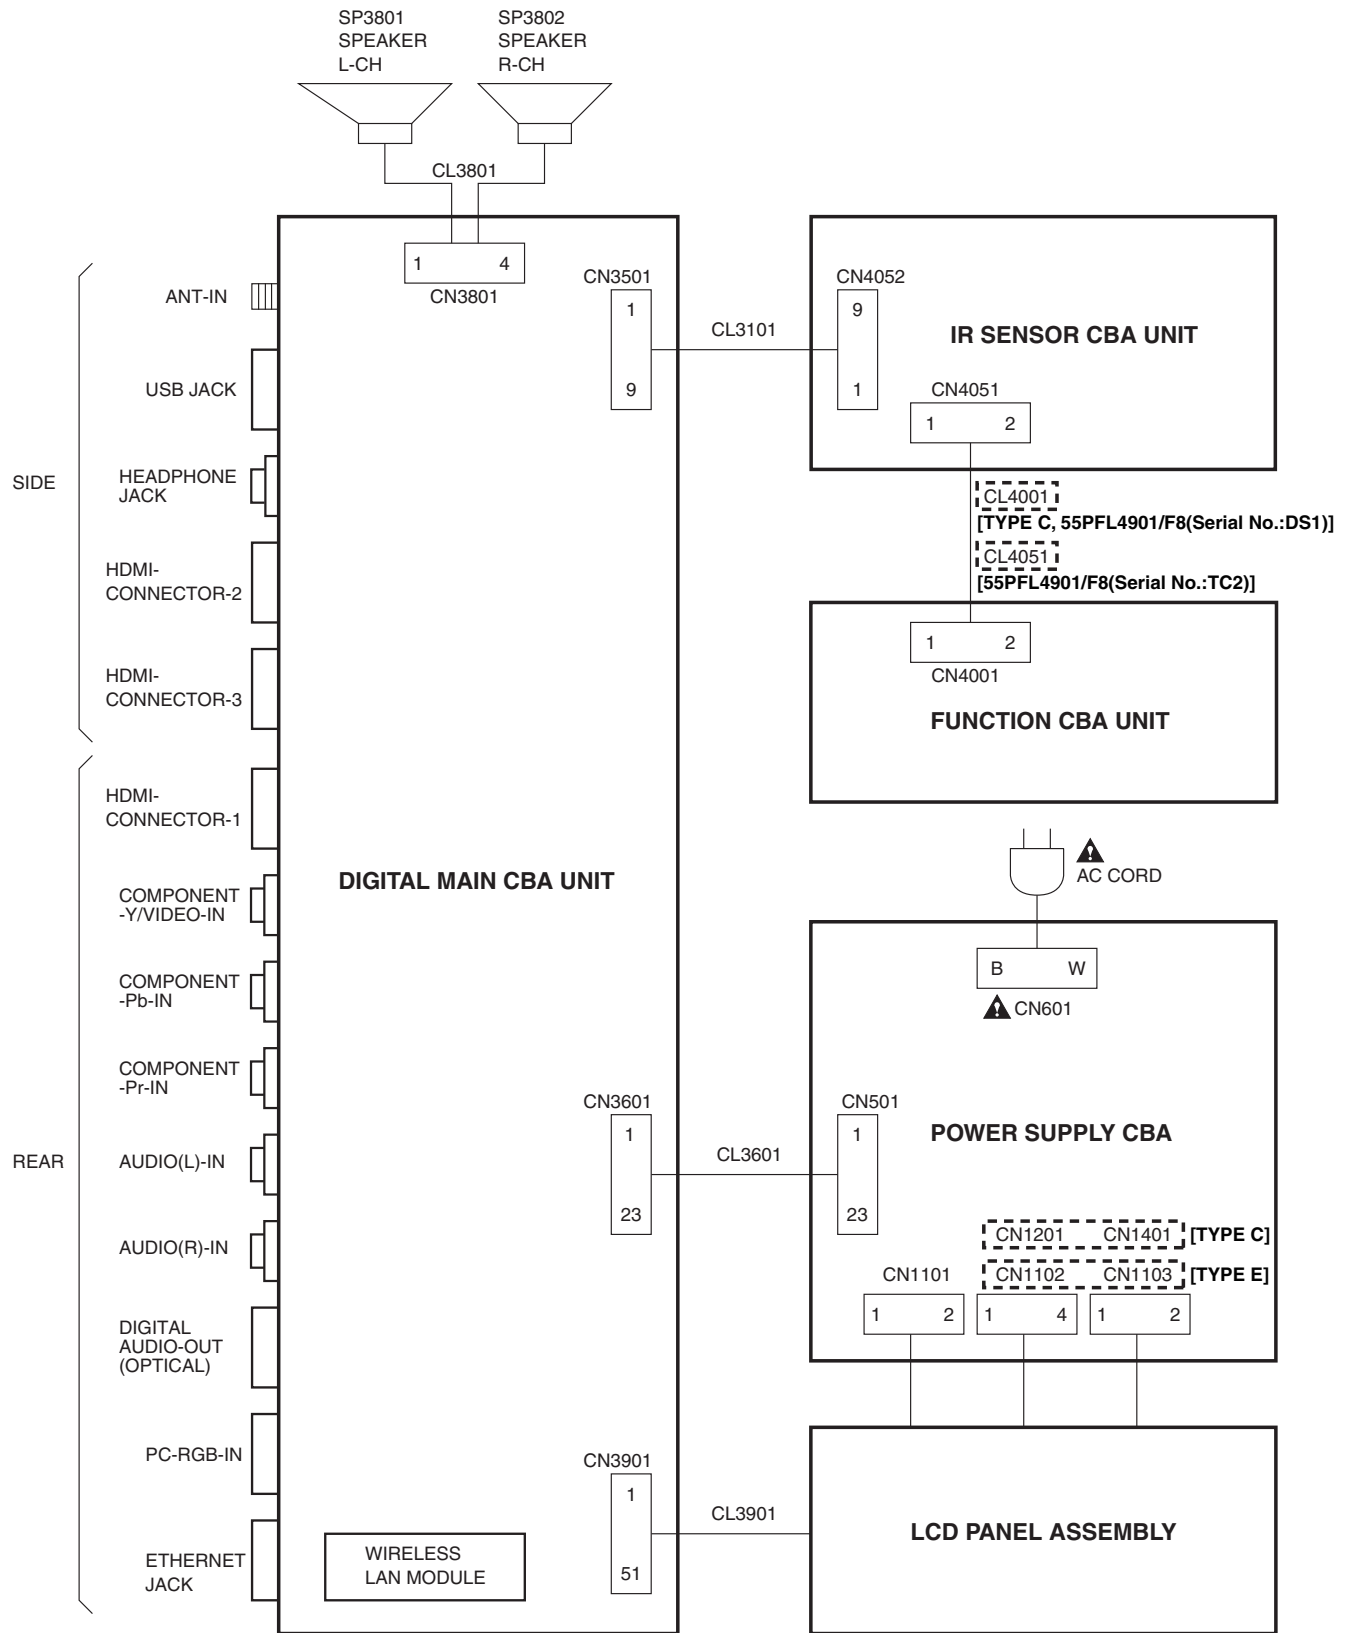 SP3801
SPEAKER
L-CH
SP3802
SPEAKER
R-CH
CL3801
1 4
CN3801
SIDE
ANT-IN
USB JACK
HEADPHONE
JACK
HDMI-
CONNECTOR-2
HDMI-
CONNECTOR-3
REAR
HDMI-
CONNECTOR-1
COMPONENT
-Y/VIDEO-IN
COMPONENT
-Pb-IN
COMPONENT
-Pr-IN
AUDIO(L)-IN
AUDIO(R)-IN
DIGITAL
AUDIO-OUT
(OPTICAL)
PC-RGB-IN
ETHERNET
JACK
DIGITAL MAIN CBA UNIT
WIRELESS
LAN MODULE
CN3501
1
9
CL3101
CN4052
9
1
IR SENSOR CBA UNIT
CN4051
1 2
CL4001
[TYPE C, 55PFL4901/F8(Serial No.:DS1)]
CL4051
[55PFL4901/F8(Serial No.:TC2)]
1 2
CN4001
FUNCTION CBA UNIT
! AC CORD
B W
! CN601
CN3601
1
23
CL3601
CN501
1
23
POWER SUPPLY CBA
CN1201 CN1401 [TYPE C]
CN1101 CN1102 CN1103 [TYPE E]
1 2 1 4 1 2
CN3901
1
51
CL3901
LCD PANEL ASSEMBLY